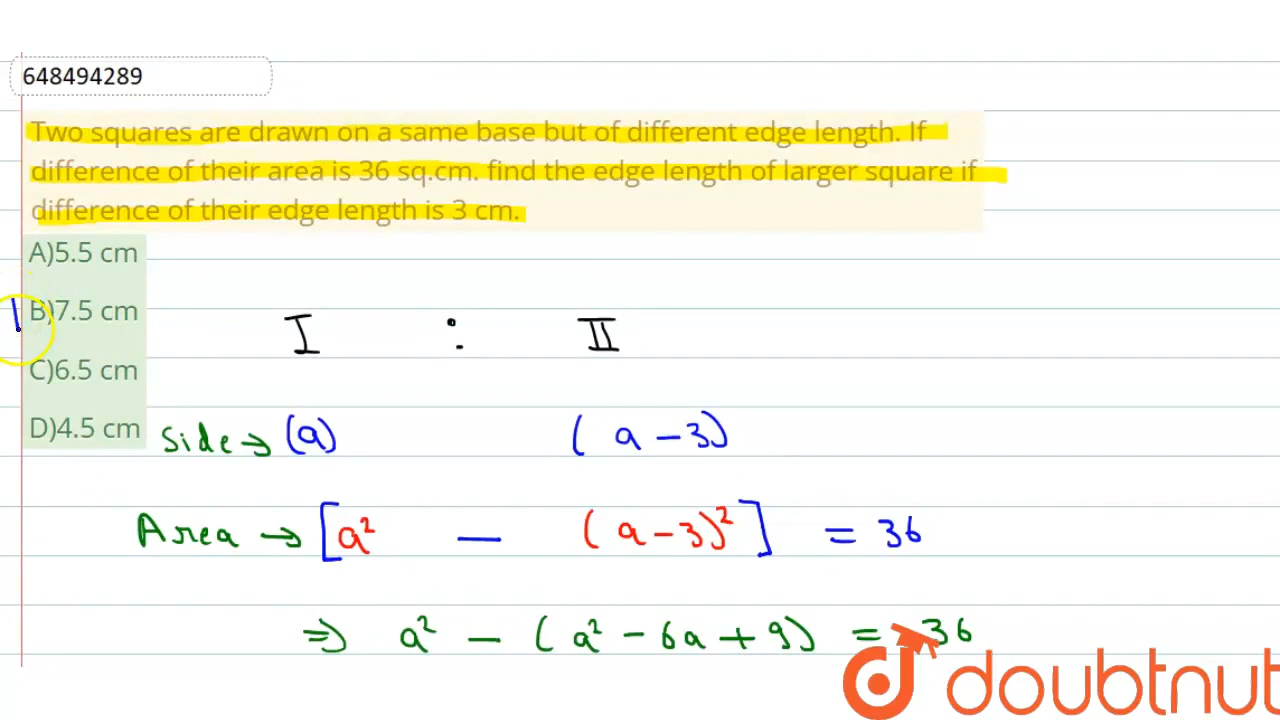 648494289
Two squares are drawn on a same base but of different edge length. If
difference of their area is 36 sq.cm. find the edge length of larger square if
difference of their edge length is 3 cm.
A)5.5 cm
B)7.5 cm
C)6.5 cm
D)4.5 cm
I : II
Side → (a) (a - 3)
Area → [a² - (a - 3)²] = 36
⇒ a² - (a² - 6a + 9) = 36
doubtnut